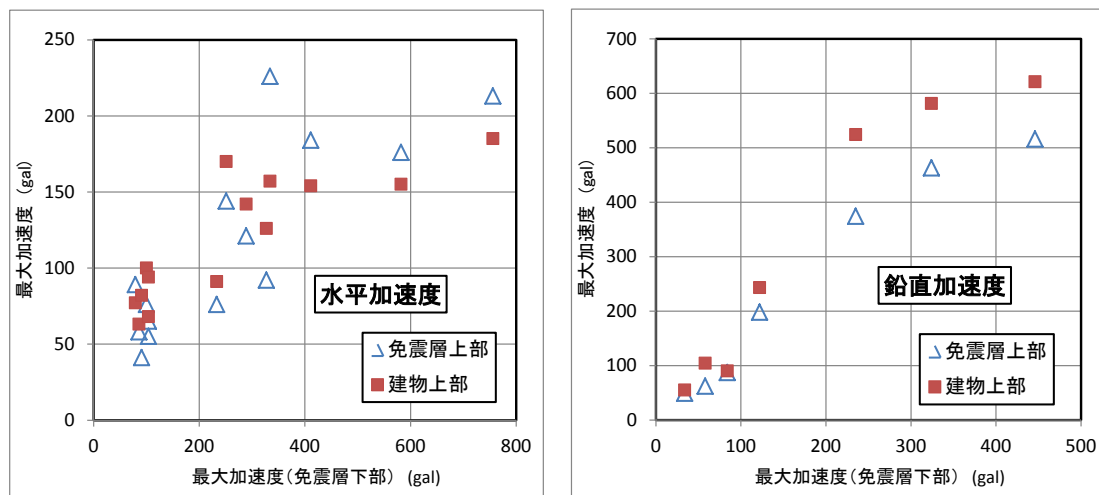 250
200
150
100
50
0
0 200 400 600 800
最大加速度 (gal)
最大加速度(免震層下部) (gal)
水平加速度
免震層上部
建物上部
700
600
500
400
300
200
100
0
0 100 200 300 400 500
最大加速度 (gal)
最大加速度(免震層下部) (gal)
鉛直加速度
免震層上部
建物上部